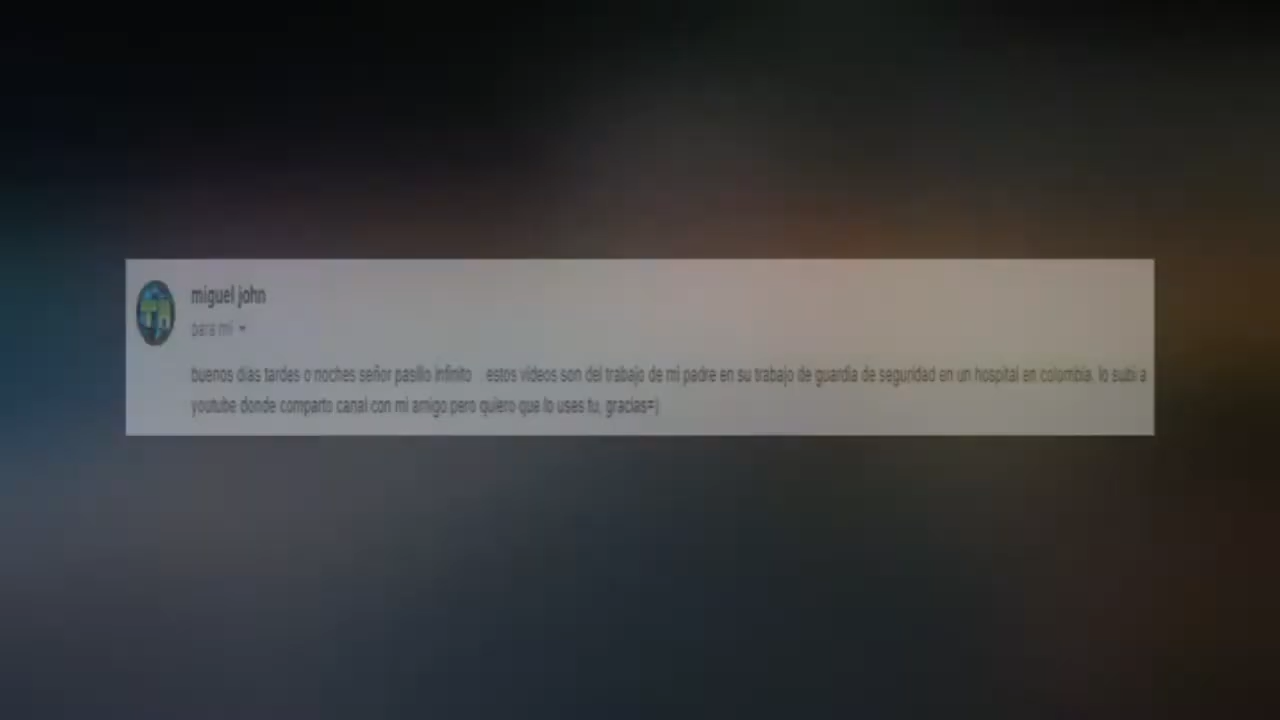 miguel john
para mí
buenos días tardes o noches señor pasillo infinito . estos videos son del trabajo de mi padre en su trabajo de guardia de seguridad en un hospital en colombia, lo subi a
youtube donde comparto canal con mi amigo pero quiero que lo uses tu, gracias=)